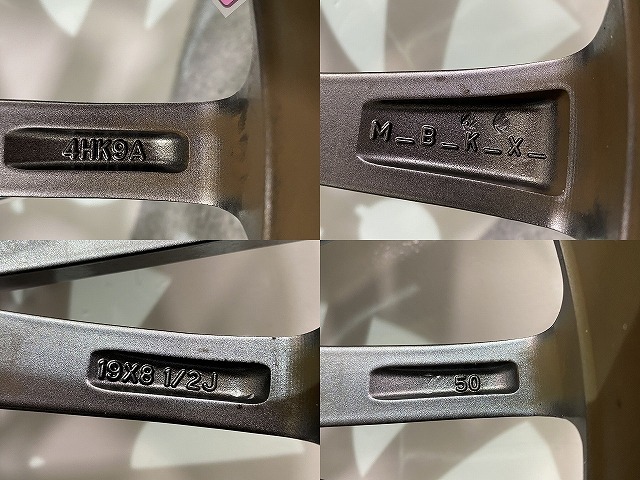 4HK9A
M_B_K_X_
19X8 1/2J
50